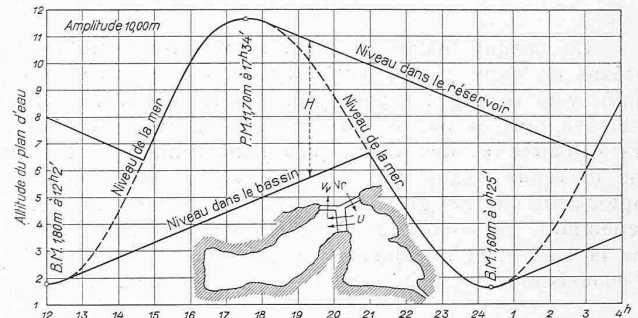 Amplitude 10,00m
Altitude du plan d'eau
12
11
10
9
8
7
6
5
4
3
2
1
B.M. 1,80m à 12h12'
Niveau de la mer
P.M. 11,70m à 17h34'
H
Niveau dans le réservoir
Niveau de la mer
Niveau dans le bassin
Vv Vr
U
B.M. 1,60m à 0h25'
12 13 14 15 16 17 18 19 20 21 22 23 24 1 2 3 4h